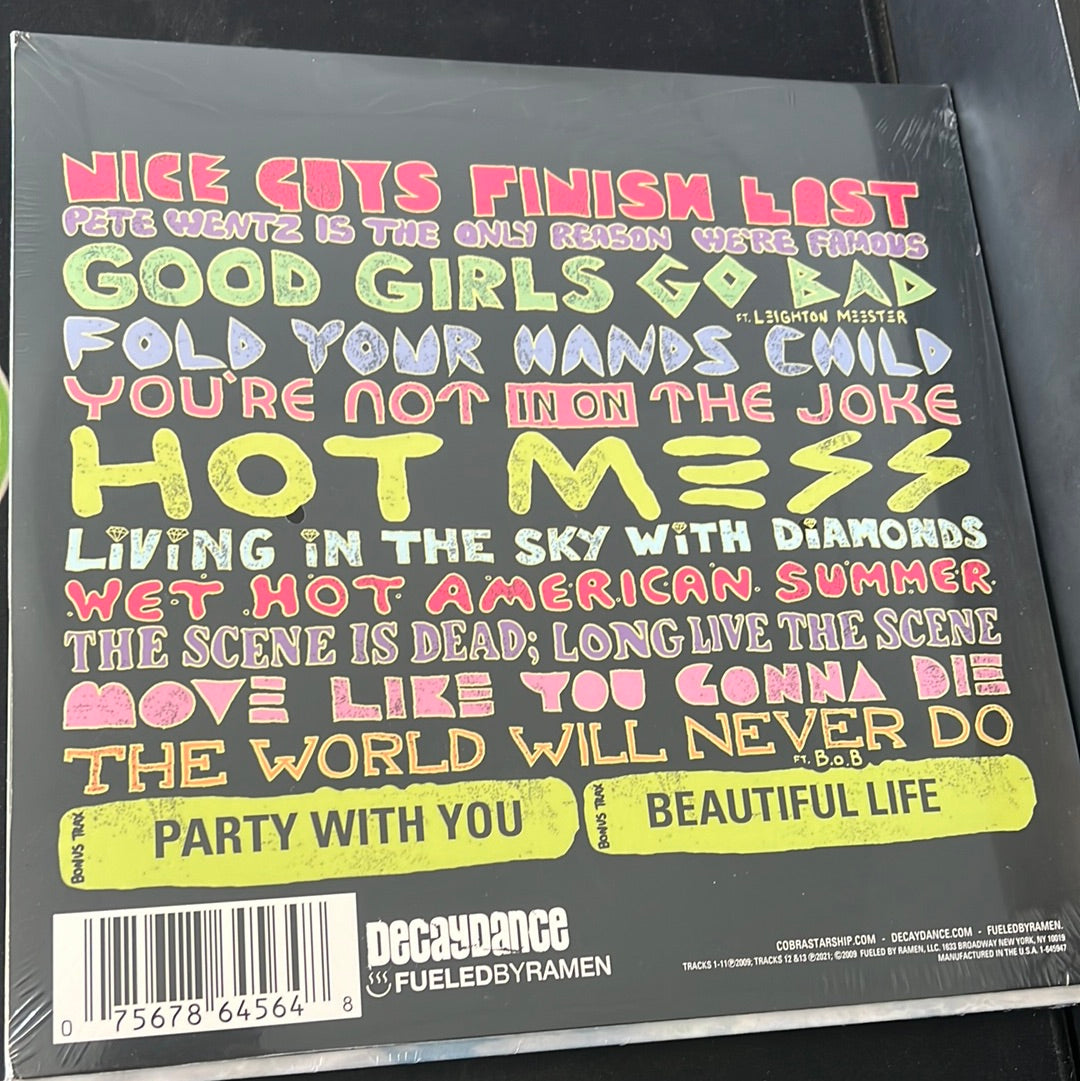 NICE GUYS FINISH LAST
PETE WENTZ IS THE ONLY REASON WE'RE FAMOUS
GOOD GIRLS GO BAD
FT. LEIGHTON MEESTER
FOLD YOUR HANDS CHILD
YOU'RE NOT IN ON THE JOKE
HOT MESS
LiViNG iN THE SKY WiTH DiAMONDS
WET HOT AMERICAN SUMMER
THE SCENE IS DEAD; LONG LIVE THE SCENE
MOVE LIKE YOU GONNA DIE
THE WORLD WILL NEVER DO
FT. B.o.B
BONUS TRAX
PARTY WITH YOU
BONUS TRAX
BEAUTIFUL LIFE
0 75678 64564 8
DECAYDANCE
FUELEDBYRAMEN
COBRASTARSHIP.COM - DECAYDANCE.COM - FUELEDBYRAMEN.
TRACKS 1-11 ℗2009; TRACKS 12 &13 ℗2021; ©2009 FUELED BY RAMEN, LLC. 1633 BROADWAY NEW YORK, NY 10019
MANUFACTURED IN THE U.S.A. 1-645947